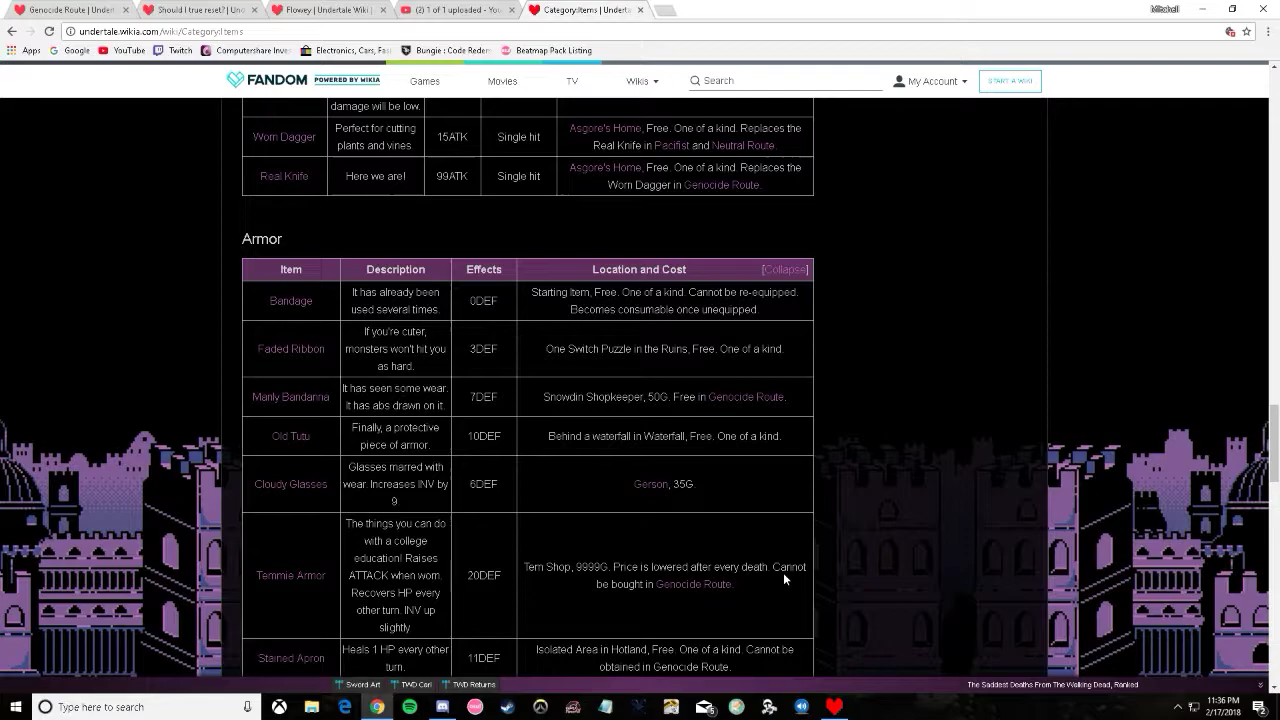 Genocide Route | Undert
Should I true reset? | Und
Flowey | Undertale Wiki |
(2) 1 of 1 uploaded - You
Category:Items | Underta
Mitchell
undertale.wikia.com/wiki/Category:Items
Apps
Google
YouTube
Twitch
Computershare Inve
Electronics, Cars, Fas
Bungie : Code Redem
Beatmap Pack Listing
FANDOM
POWERED BY WIKIA
Games
Movies
TV
Wikis
Search
My Account
START A WIKI
damage will be low.
Worn Dagger
Perfect for cutting
plants and vines
15ATK
Single hit
Asgore's Home, Free. One of a kind. Replaces the
Real Knife in Pacifist and Neutral Route.
Real Knife
Here we are!
99ATK
Single hit
Asgore's Home, Free. One of a kind. Replaces the
Worn Dagger in Genocide Route.
Armor
Item
Description
Effects
Location and Cost
[Collapse]
Bandage
It has already been
used several times.
0DEF
Starting Item, Free. One of a kind. Cannot be re-equipped.
Becomes consumable once unequipped.
Faded Ribbon
If you're cuter,
monsters won't hit you
as hard.
3DEF
One Switch Puzzle in the Ruins, Free. One of a kind.
Manly Bandanna
It has seen some wear.
It has abs drawn on it.
7DEF
Snowdin Shopkeeper, 50G. Free in Genocide Route.
Old Tutu
Finally, a protective
piece of armor.
10DEF
Behind a waterfall in Waterfall, Free. One of a kind.
Cloudy Glasses
Glasses marred with
wear. Increases INV by
9.
6DEF
Gerson, 35G.
Temmie Armor
The things you can do
with a college
education! Raises
ATTACK when worn.
Recovers HP every
other turn. INV up
slightly
20DEF
Tem Shop, 9999G. Price is lowered after every death. Cannot
be bought in Genocide Route.
Stained Apron
Heals 1 HP every other
turn.
11DEF
Isolated Area in Hotland, Free. One of a kind. Cannot be
obtained in Genocide Route.
Sword Art
TWD Carl
TWD Returns
The Saddest Deaths From The Walking Dead, Ranked
Type here to search
11:36 PM
2/17/2018